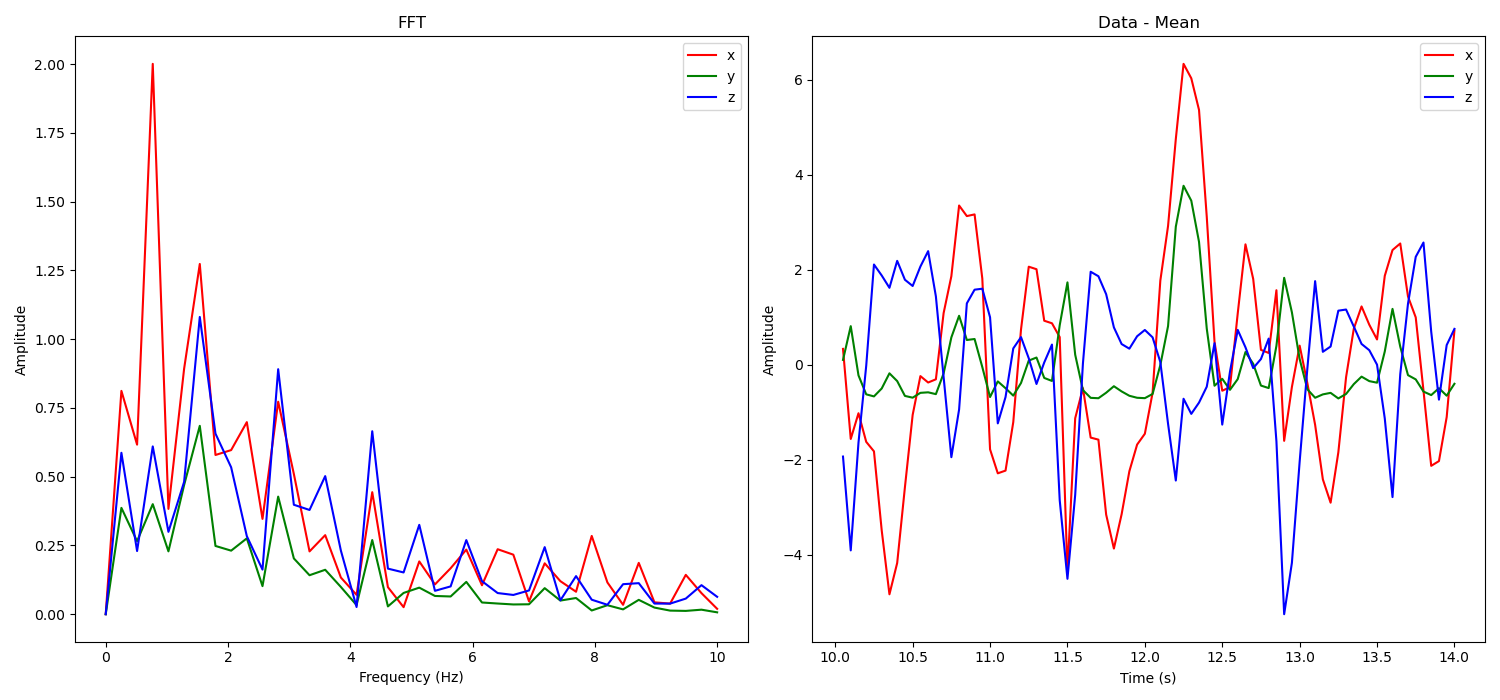 FFT
Amplitude
2.00
1.75
1.50
1.25
1.00
0.75
0.50
0.25
0.00
0 2 4 6 8 10
Frequency (Hz)
x
y
z
Data - Mean
Amplitude
6
4
2
0
−2
−4
10.0 10.5 11.0 11.5 12.0 12.5 13.0 13.5 14.0
Time (s)
x
y
z